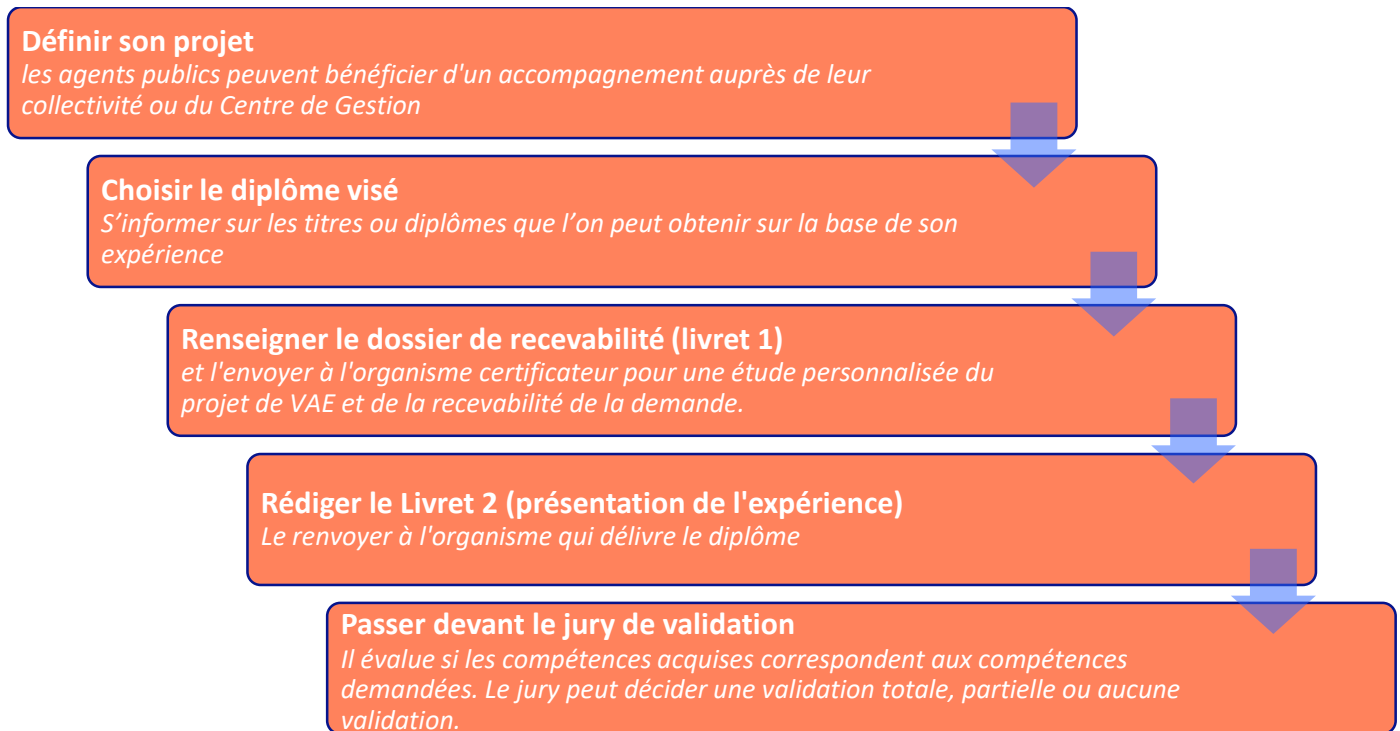 Définir son projet
les agents publics peuvent bénéficier d'un accompagnement auprès de leur
collectivité ou du Centre de Gestion
Choisir le diplôme visé
S’informer sur les titres ou diplômes que l’on peut obtenir sur la base de son
expérience
Renseigner le dossier de recevabilité (livret 1)
et l'envoyer à l'organisme certificateur pour une étude personnalisée du
projet de VAE et de la recevabilité de la demande.
Rédiger le Livret 2 (présentation de l'expérience)
Le renvoyer à l'organisme qui délivre le diplôme
Passer devant le jury de validation
Il évalue si les compétences acquises correspondent aux compétences
demandées. Le jury peut décider une validation totale, partielle ou aucune
validation.